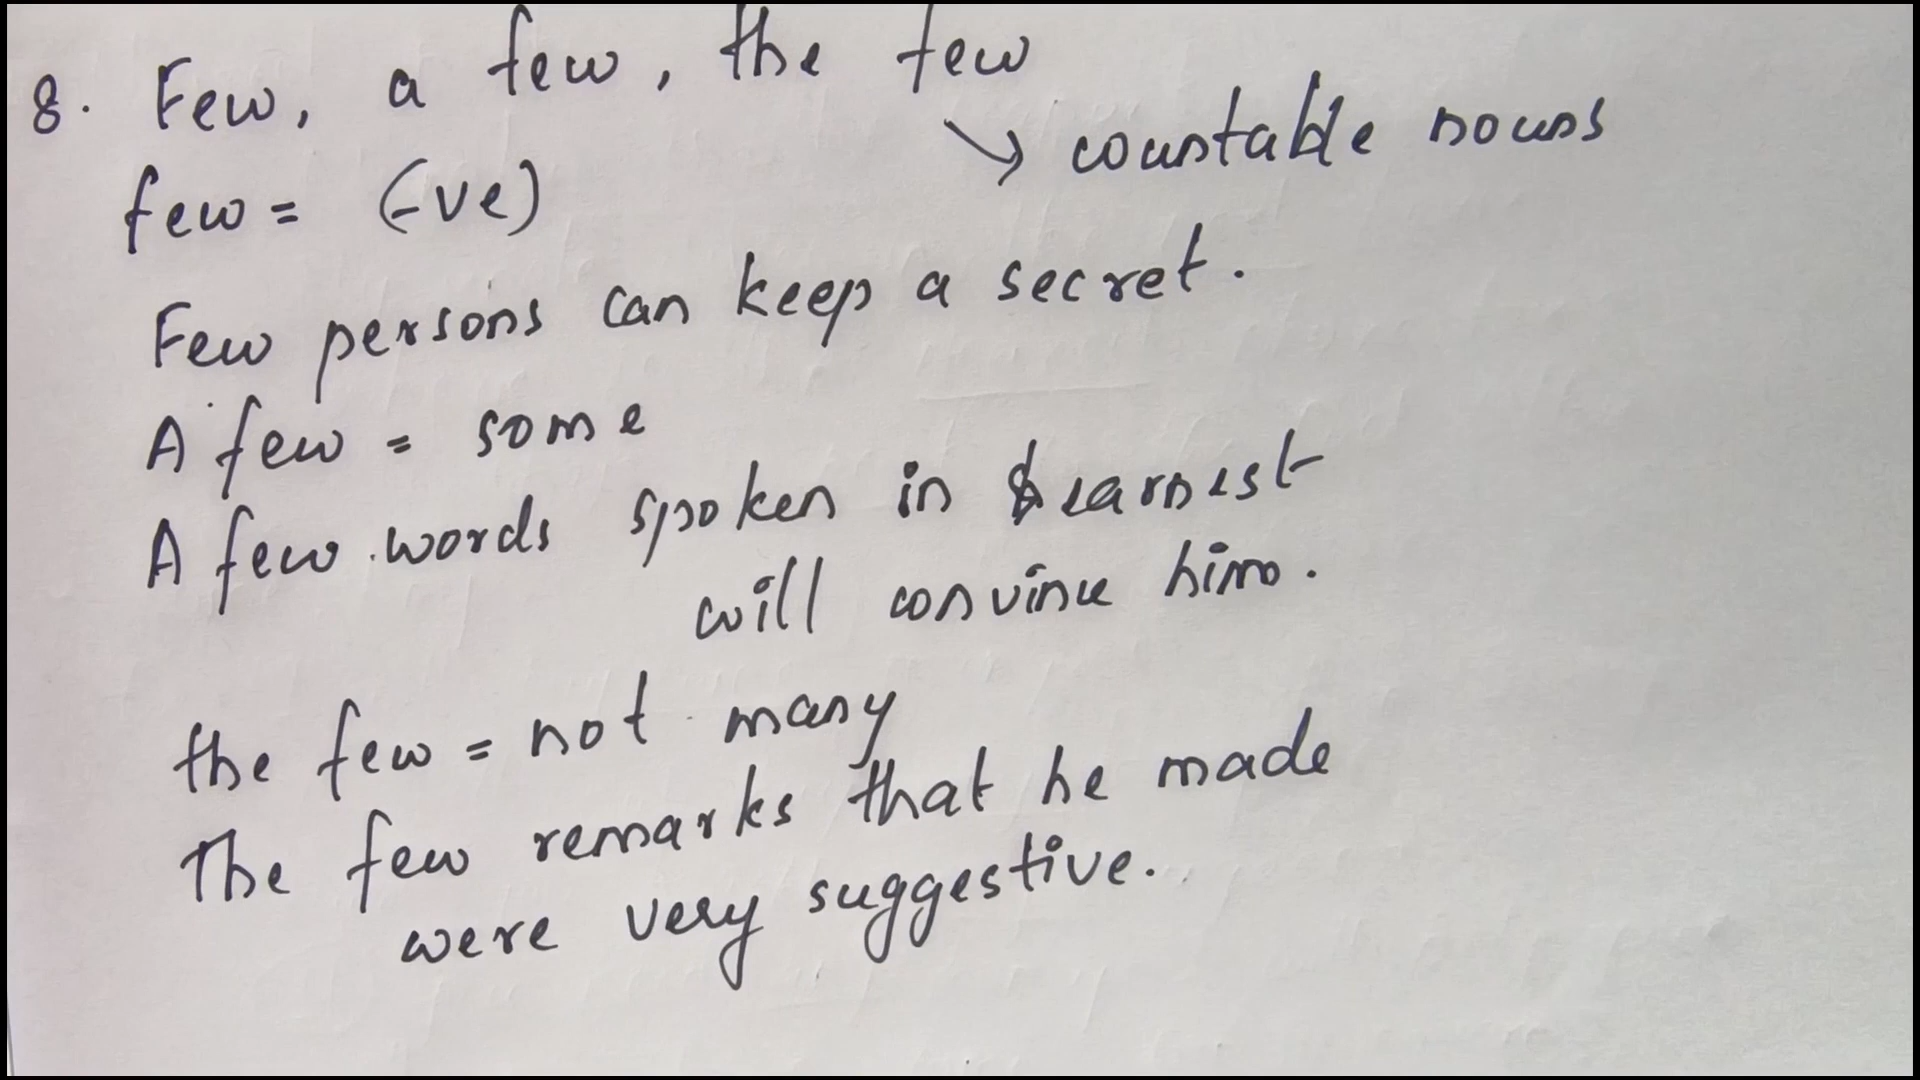 8. Few, a few, the few
→ countable nouns
few = (-ve)
Few persons can keep a secret.
A few = some
A few words spoken in earnest
will convince him.
the few = not many
The few remarks that he made
were very suggestive.